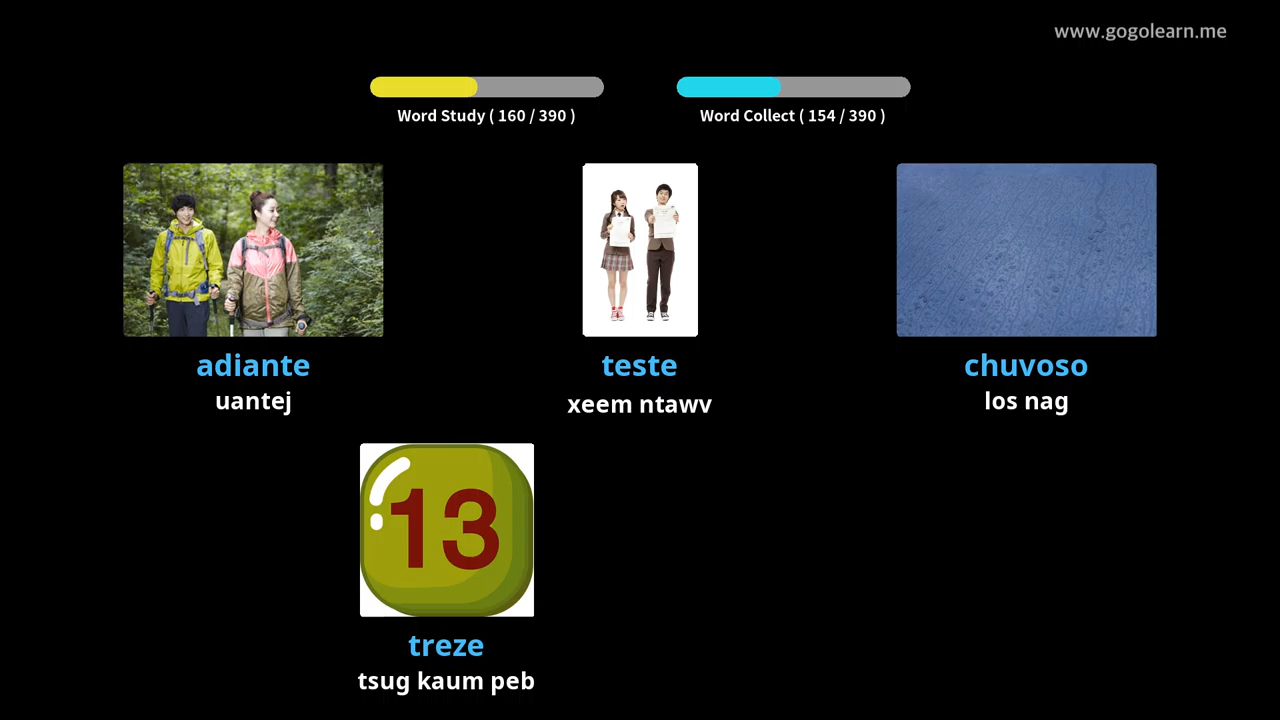 www.gogolearn.me
Word Study ( 160 / 390 )
Word Collect ( 154 / 390 )
adiante
uantej
teste
xeem ntawv
chuvoso
los nag
13
treze
tsug kaum peb